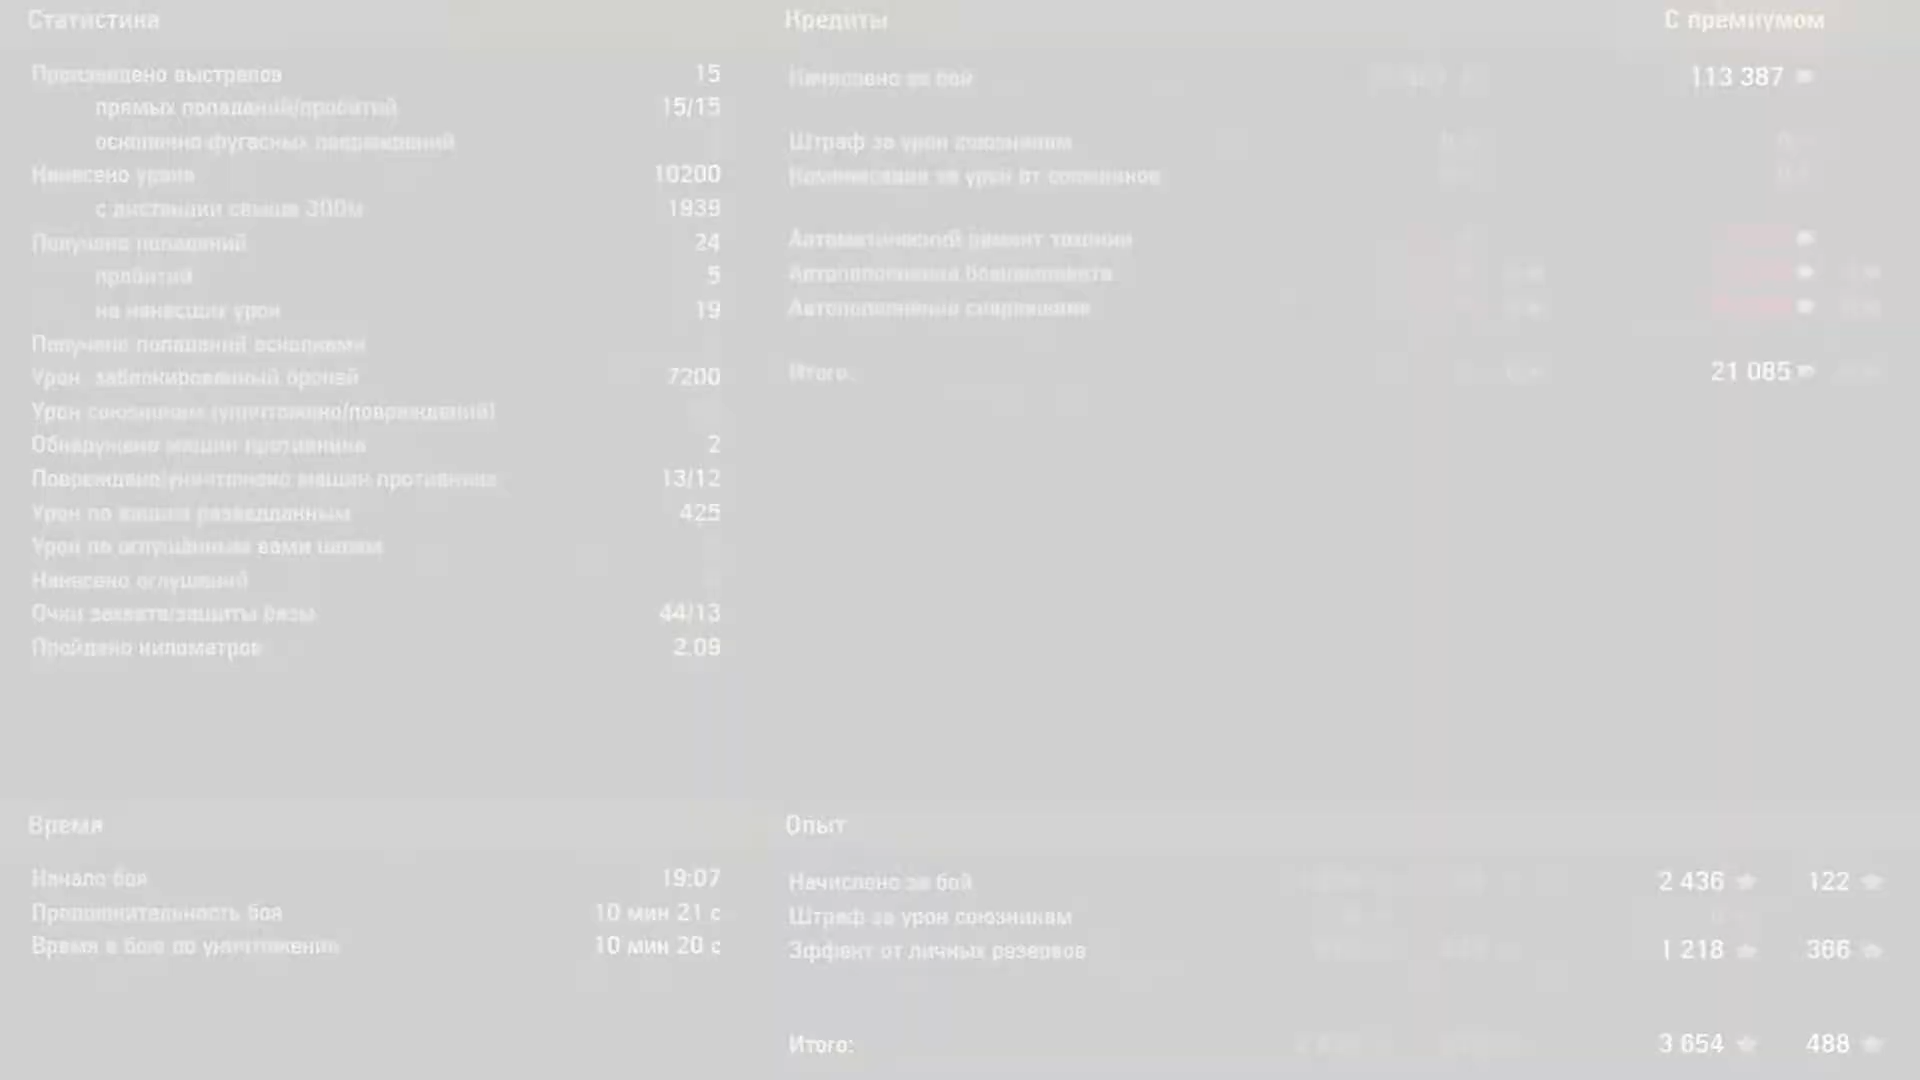 Статистика
Произведено выстрелов 15
прямых попаданий/пробитий 15/15
осколочно-фугасных повреждений
Нанесено урона 10200
с дистанции свыше 300м 1939
Получено попаданий 24
пробитий 5
не нанёсших урон 19
Получено попаданий осколками
Урон, заблокированный бронёй 7200
Урон союзникам (уничтожено/повреждений)
Обнаружено машин противника 2
Повреждено/уничтожено машин противника 13/12
Урон по вашим разведданным 425
Урон по оглушённым вами целям
Нанесено оглушений
Очки захвата/защиты базы 44/13
Пройдено километров 2.09
Время
Начало боя 19:07
Продолжительность боя 10 мин 21 с
Время в бою до уничтожения 10 мин 20 с
Кредиты С премиумом
Начислено за бой 113 387
Штраф за урон союзникам
Компенсация за урон от союзников
Автоматический ремонт техники
Автопополнение боекомплекта
Автопополнение снаряжения
Итого: 21 085
Опыт
Начислено за бой 2 436 122
Штраф за урон союзникам
Эффект от личных резервов 1 218 366
Итого: 3 654 488